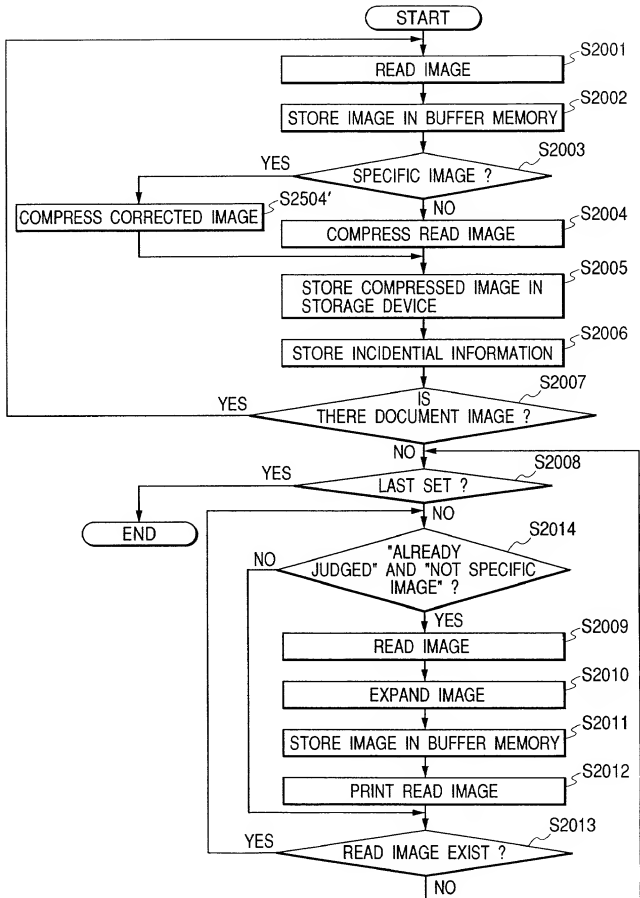 START
S2001
READ IMAGE
S2002
STORE IMAGE IN BUFFER MEMORY
S2003
YES
SPECIFIC IMAGE ?
S2504'
NO
COMPRESS CORRECTED IMAGE
S2004
COMPRESS READ IMAGE
S2005
STORE COMPRESSED IMAGE IN
STORAGE DEVICE
S2006
STORE INCIDENTIAL INFORMATION
S2007
YES
IS
THERE DOCUMENT IMAGE ?
NO
S2008
YES
LAST SET ?
NO
END
S2014
"ALREADY
NO
JUDGED" AND "NOT SPECIFIC
IMAGE" ?
YES
S2009
READ IMAGE
S2010
EXPAND IMAGE
S2011
STORE IMAGE IN BUFFER MEMORY
S2012
PRINT READ IMAGE
S2013
YES
READ IMAGE EXIST ?
NO